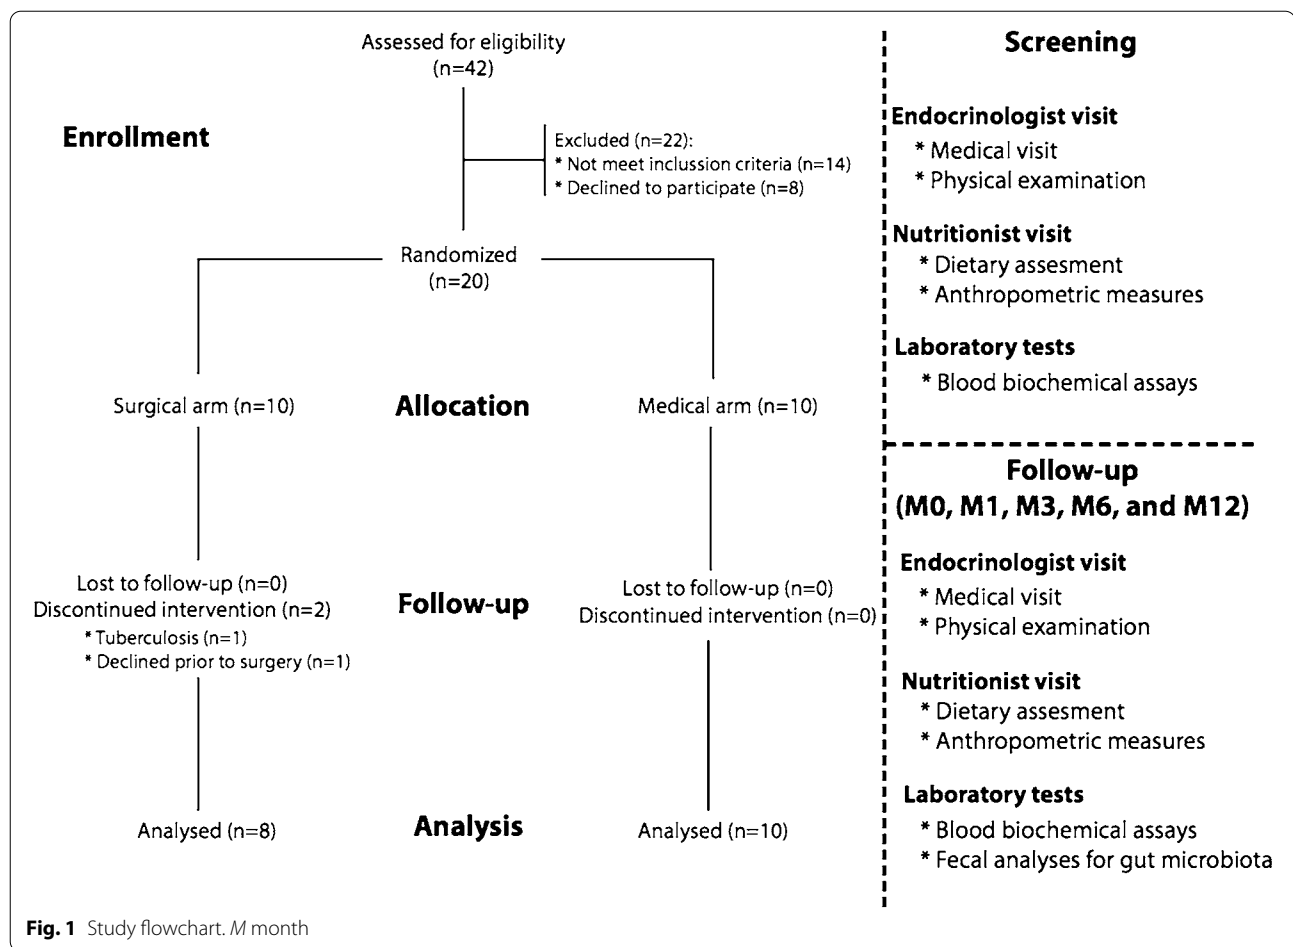 Assessed for eligibility
(n=42)
Enrollment
Excluded (n=22):
* Not meet inclussion criteria (n=14)
* Declined to participate (n=8)
Randomized
(n=20)
Surgical arm (n=10)
Allocation
Medical arm (n=10)
Lost to follow-up (n=0)
Discontinued intervention (n=2)
* Tuberculosis (n=1)
* Declined prior to surgery (n=1)
Follow-up
Lost to follow-up (n=0)
Discontinued intervention (n=0)
Analysed (n=8)
Analysis
Analysed (n=10)
Screening
Endocrinologist visit
* Medical visit
* Physical examination
Nutritionist visit
* Dietary assesment
* Anthropometric measures
Laboratory tests
* Blood biochemical assays
Follow-up
(M0, M1, M3, M6, and M12)
Endocrinologist visit
* Medical visit
* Physical examination
Nutritionist visit
* Dietary assesment
* Anthropometric measures
Laboratory tests
* Blood biochemical assays
* Fecal analyses for gut microbiota
Fig. 1 Study flowchart. M month